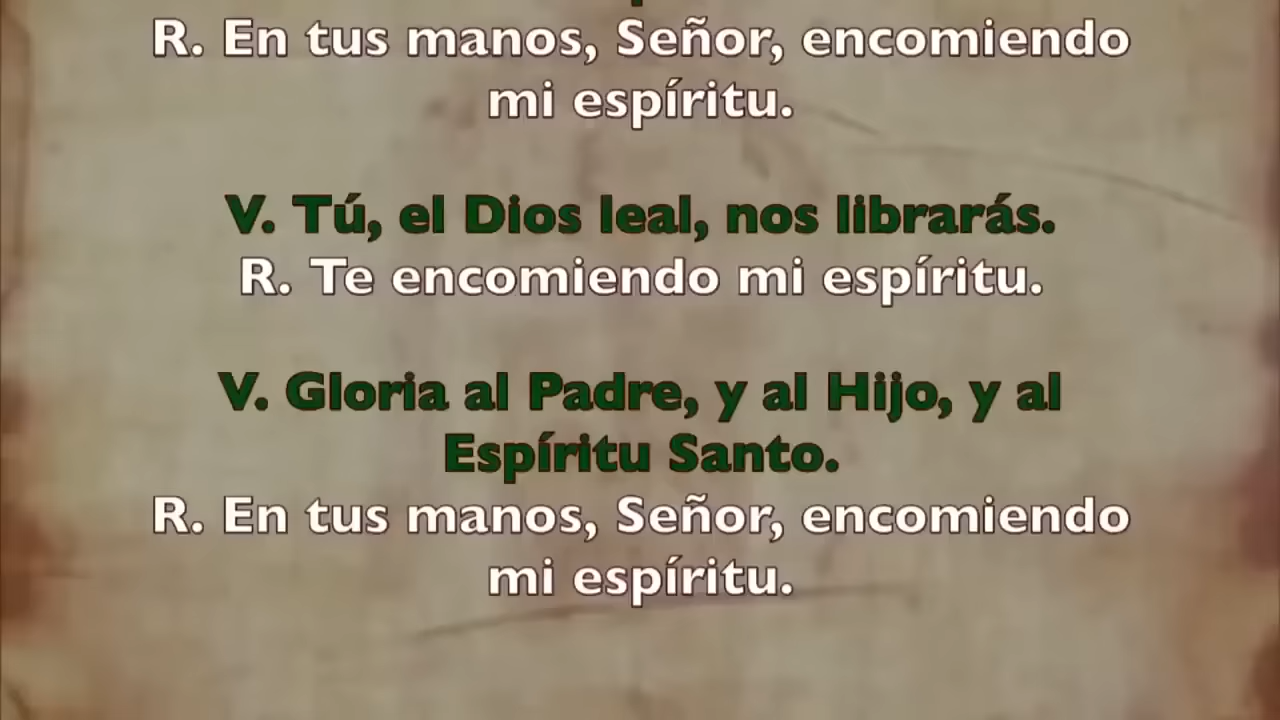 R. En tus manos, Señor, encomiendo
mi espíritu.
V. Tú, el Dios leal, nos librarás.
R. Te encomiendo mi espíritu.
V. Gloria al Padre, y al Hijo, y al
Espíritu Santo.
R. En tus manos, Señor, encomiendo
mi espíritu.